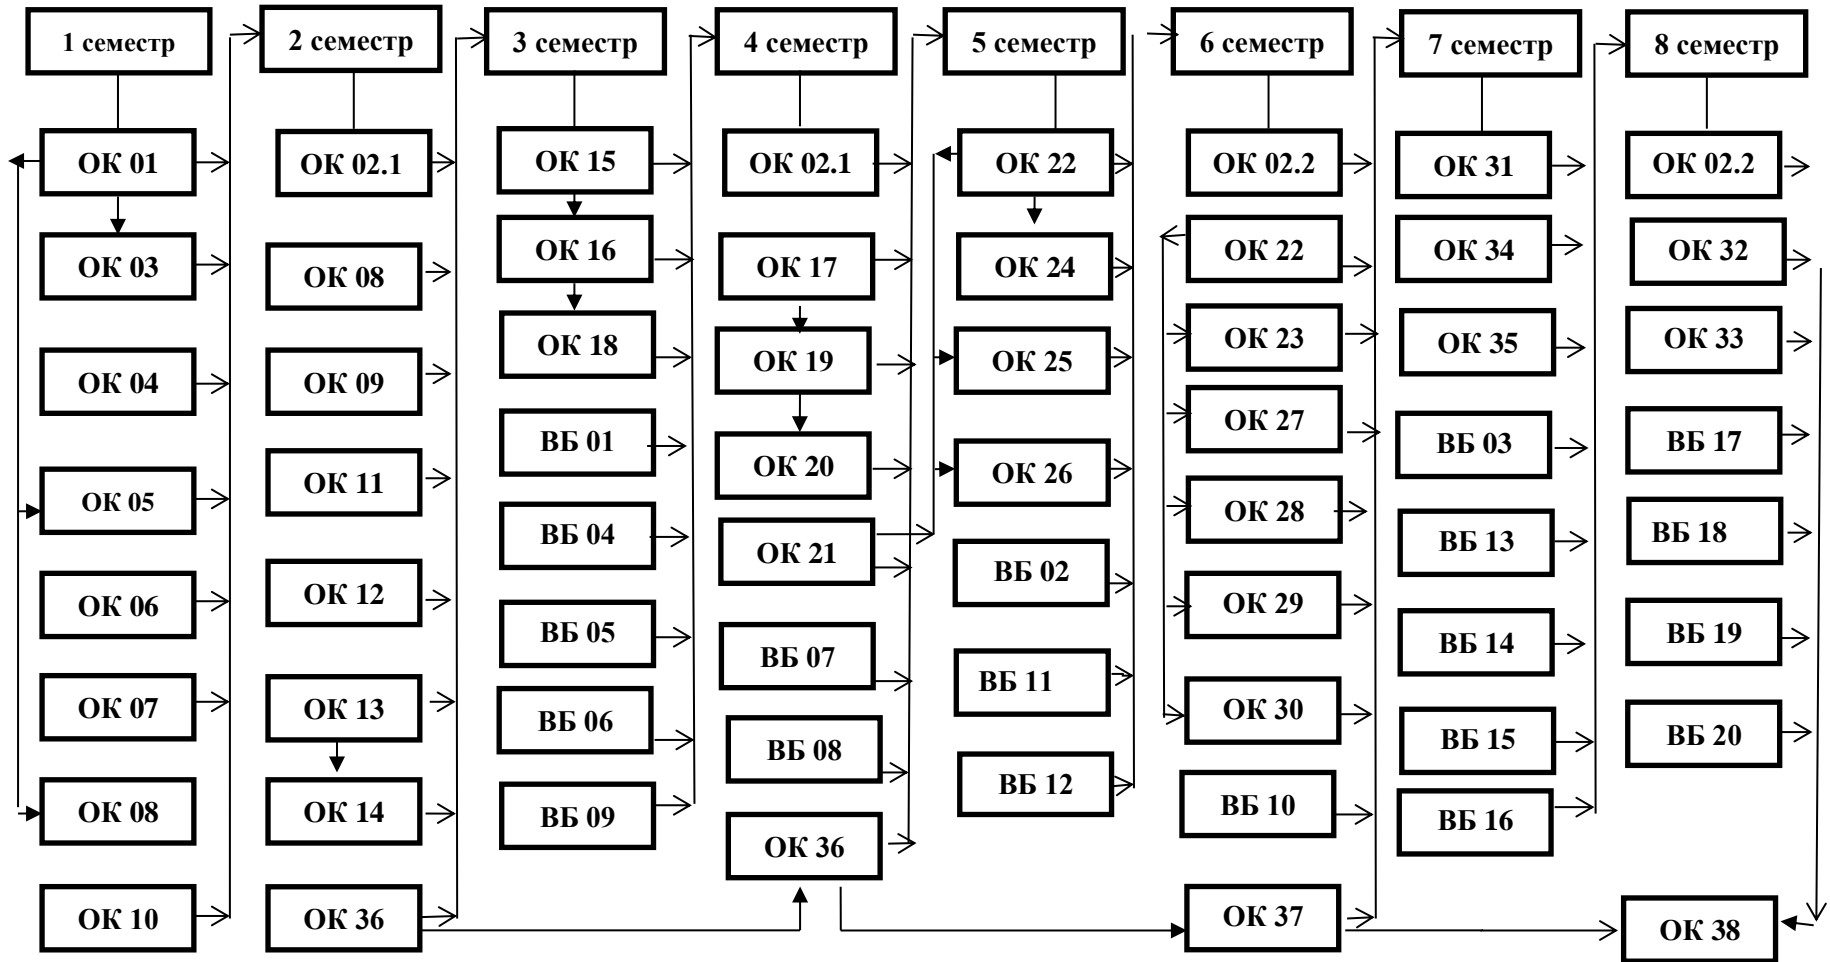 1 семестр
2 семестр
3 семестр
4 семестр
5 семестр
6 семестр
7 семестр
8 семестр
ОК 01
ОК 03
ОК 04
ОК 05
ОК 06
ОК 07
ОК 08
ОК 10
ОК 02.1
ОК 08
ОК 09
ОК 11
ОК 12
ОК 13
ОК 14
ОК 36
ОК 15
ОК 16
ОК 18
ВБ 01
ВБ 04
ВБ 05
ВБ 06
ВБ 09
ОК 02.1
ОК 17
ОК 19
ОК 20
ОК 21
ВБ 07
ВБ 08
ОК 36
ОК 22
ОК 24
ОК 25
ОК 26
ВБ 02
ВБ 11
ВБ 12
ОК 02.2
ОК 22
ОК 23
ОК 27
ОК 28
ОК 29
ОК 30
ВБ 10
ОК 37
ОК 31
ОК 34
ОК 35
ВБ 03
ВБ 13
ВБ 14
ВБ 15
ВБ 16
ОК 02.2
ОК 32
ОК 33
ВБ 17
ВБ 18
ВБ 19
ВБ 20
ОК 38